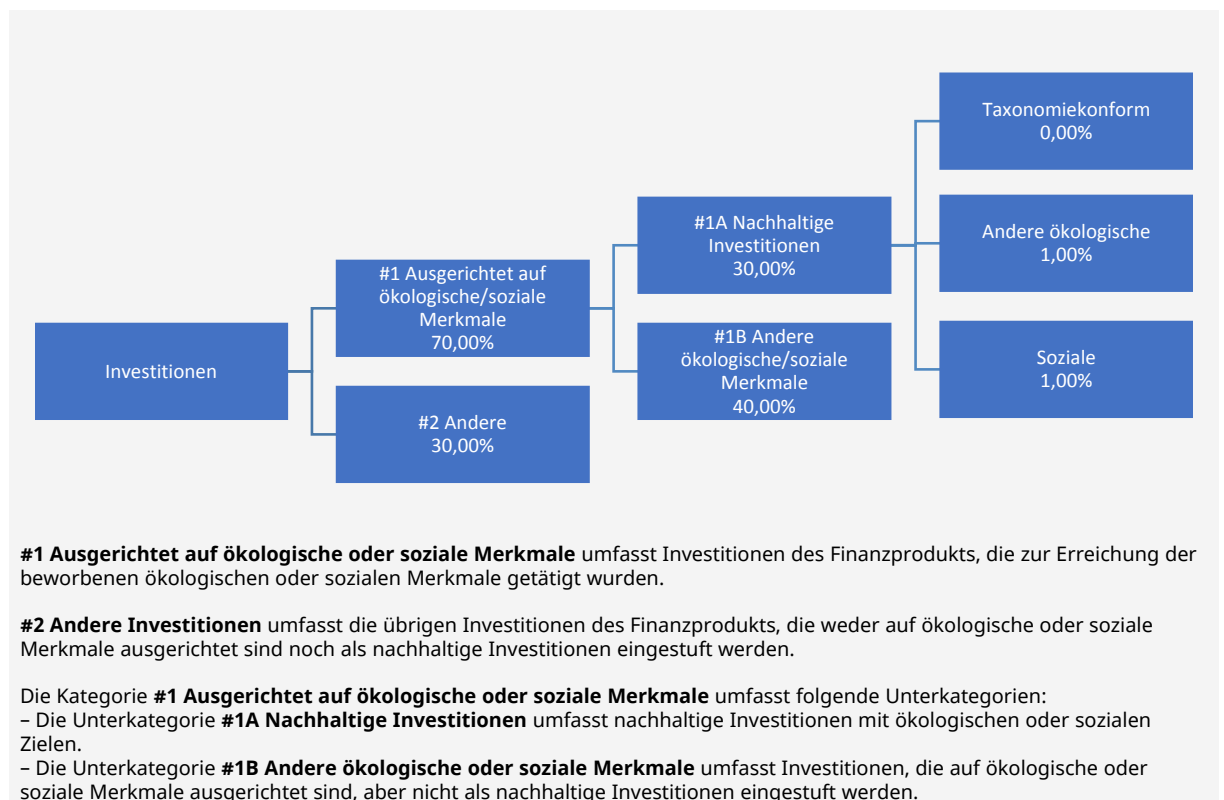 Investitionen
#1 Ausgerichtet auf
ökologische/soziale
Merkmale
70,00%
#2 Andere
30,00%
#1A Nachhaltige
Investitionen
30,00%
#1B Andere
ökologische/soziale
Merkmale
40,00%
Taxonomiekonform
0,00%
Andere ökologische
1,00%
Soziale
1,00%
#1 Ausgerichtet auf ökologische oder soziale Merkmale umfasst Investitionen des Finanzprodukts, die zur Erreichung der
beworbenen ökologischen oder sozialen Merkmale getätigt wurden.
#2 Andere Investitionen umfasst die übrigen Investitionen des Finanzprodukts, die weder auf ökologische oder soziale
Merkmale ausgerichtet sind noch als nachhaltige Investitionen eingestuft werden.
Die Kategorie #1 Ausgerichtet auf ökologische oder soziale Merkmale umfasst folgende Unterkategorien:
– Die Unterkategorie #1A Nachhaltige Investitionen umfasst nachhaltige Investitionen mit ökologischen oder sozialen
Zielen.
– Die Unterkategorie #1B Andere ökologische oder soziale Merkmale umfasst Investitionen, die auf ökologische oder
soziale Merkmale ausgerichtet sind, aber nicht als nachhaltige Investitionen eingestuft werden.